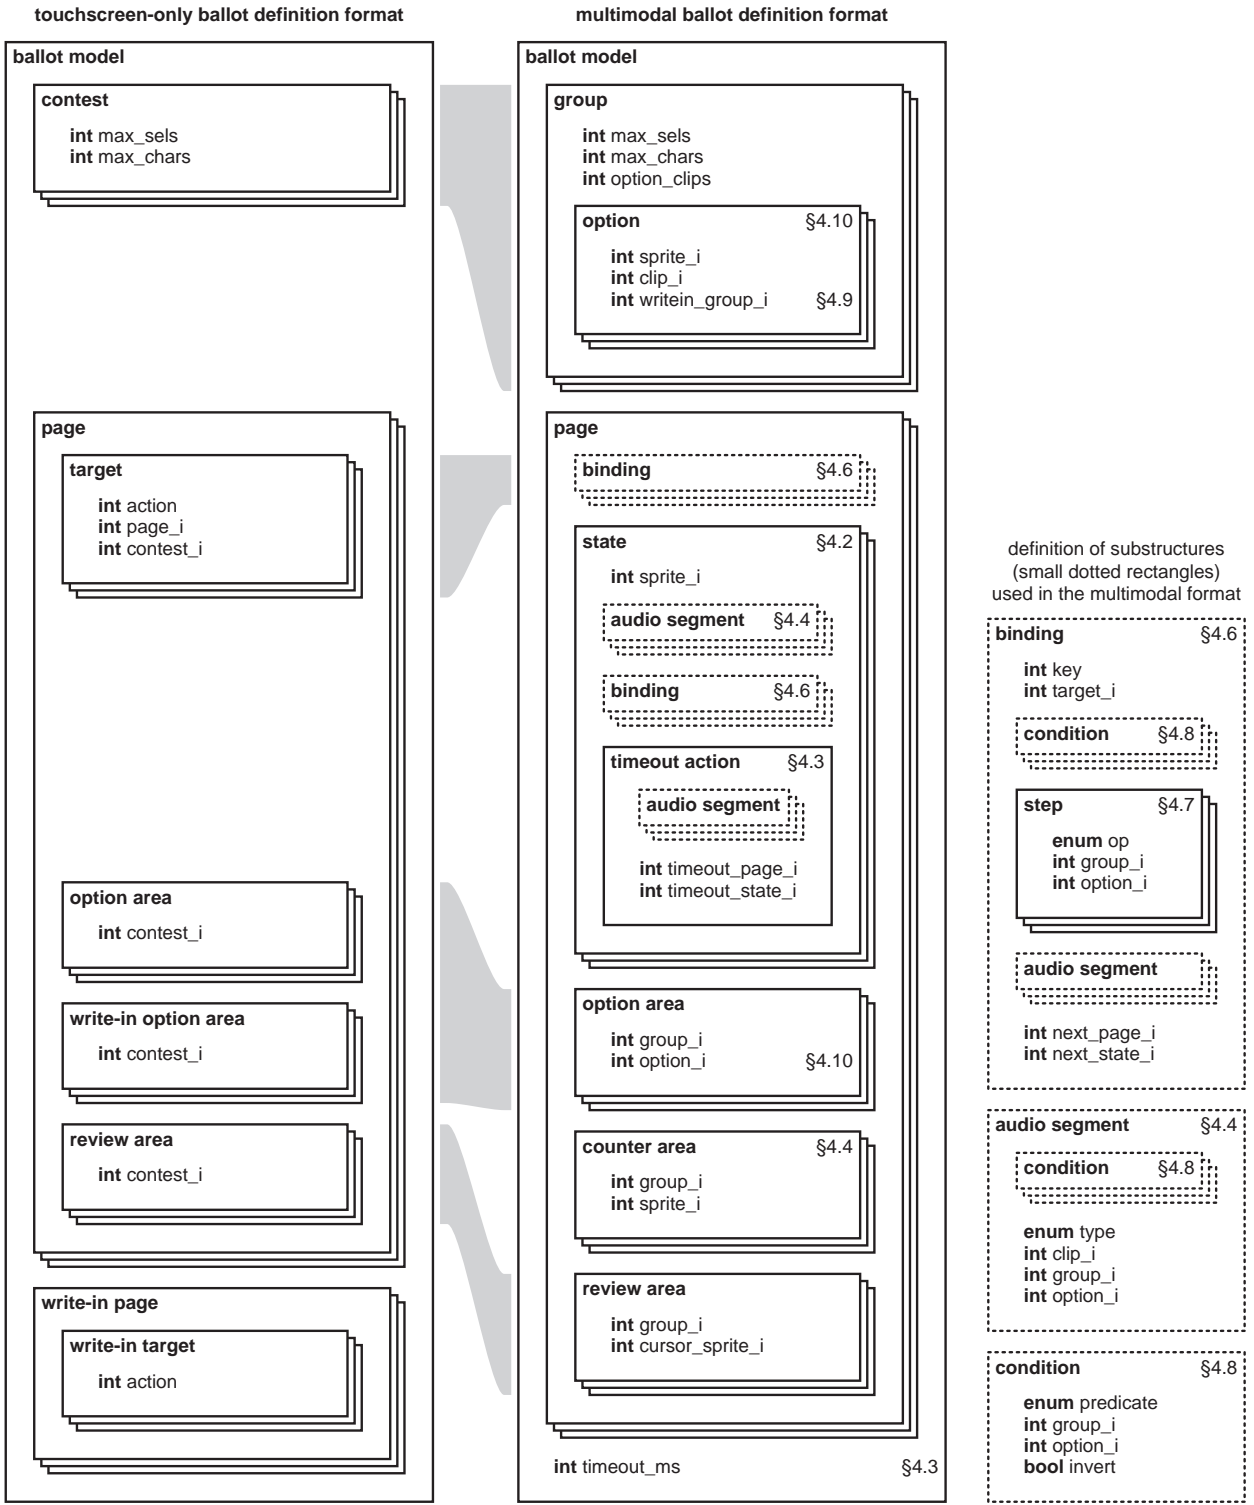 touchscreen-only ballot definition format
ballot model
contest
int max_sels
int max_chars
page
target
int action
int page_i
int contest_i
option area
int contest_i
write-in option area
int contest_i
review area
int contest_i
write-in page
write-in target
int action
multimodal ballot definition format
ballot model
group
int max_sels
int max_chars
int option_clips
option §4.10
int sprite_i
int clip_i
int writein_group_i §4.9
page
binding §4.6
state §4.2
int sprite_i
audio segment §4.4
binding §4.6
timeout action §4.3
audio segment
int timeout_page_i
int timeout_state_i
option area
int group_i
int option_i §4.10
counter area §4.4
int group_i
int sprite_i
review area
int group_i
int cursor_sprite_i
int timeout_ms §4.3
definition of substructures
(small dotted rectangles)
used in the multimodal format
binding §4.6
int key
int target_i
condition §4.8
step §4.7
enum op
int group_i
int option_i
audio segment
int next_page_i
int next_state_i
audio segment §4.4
condition §4.8
enum type
int clip_i
int group_i
int option_i
condition §4.8
enum predicate
int group_i
int option_i
bool invert